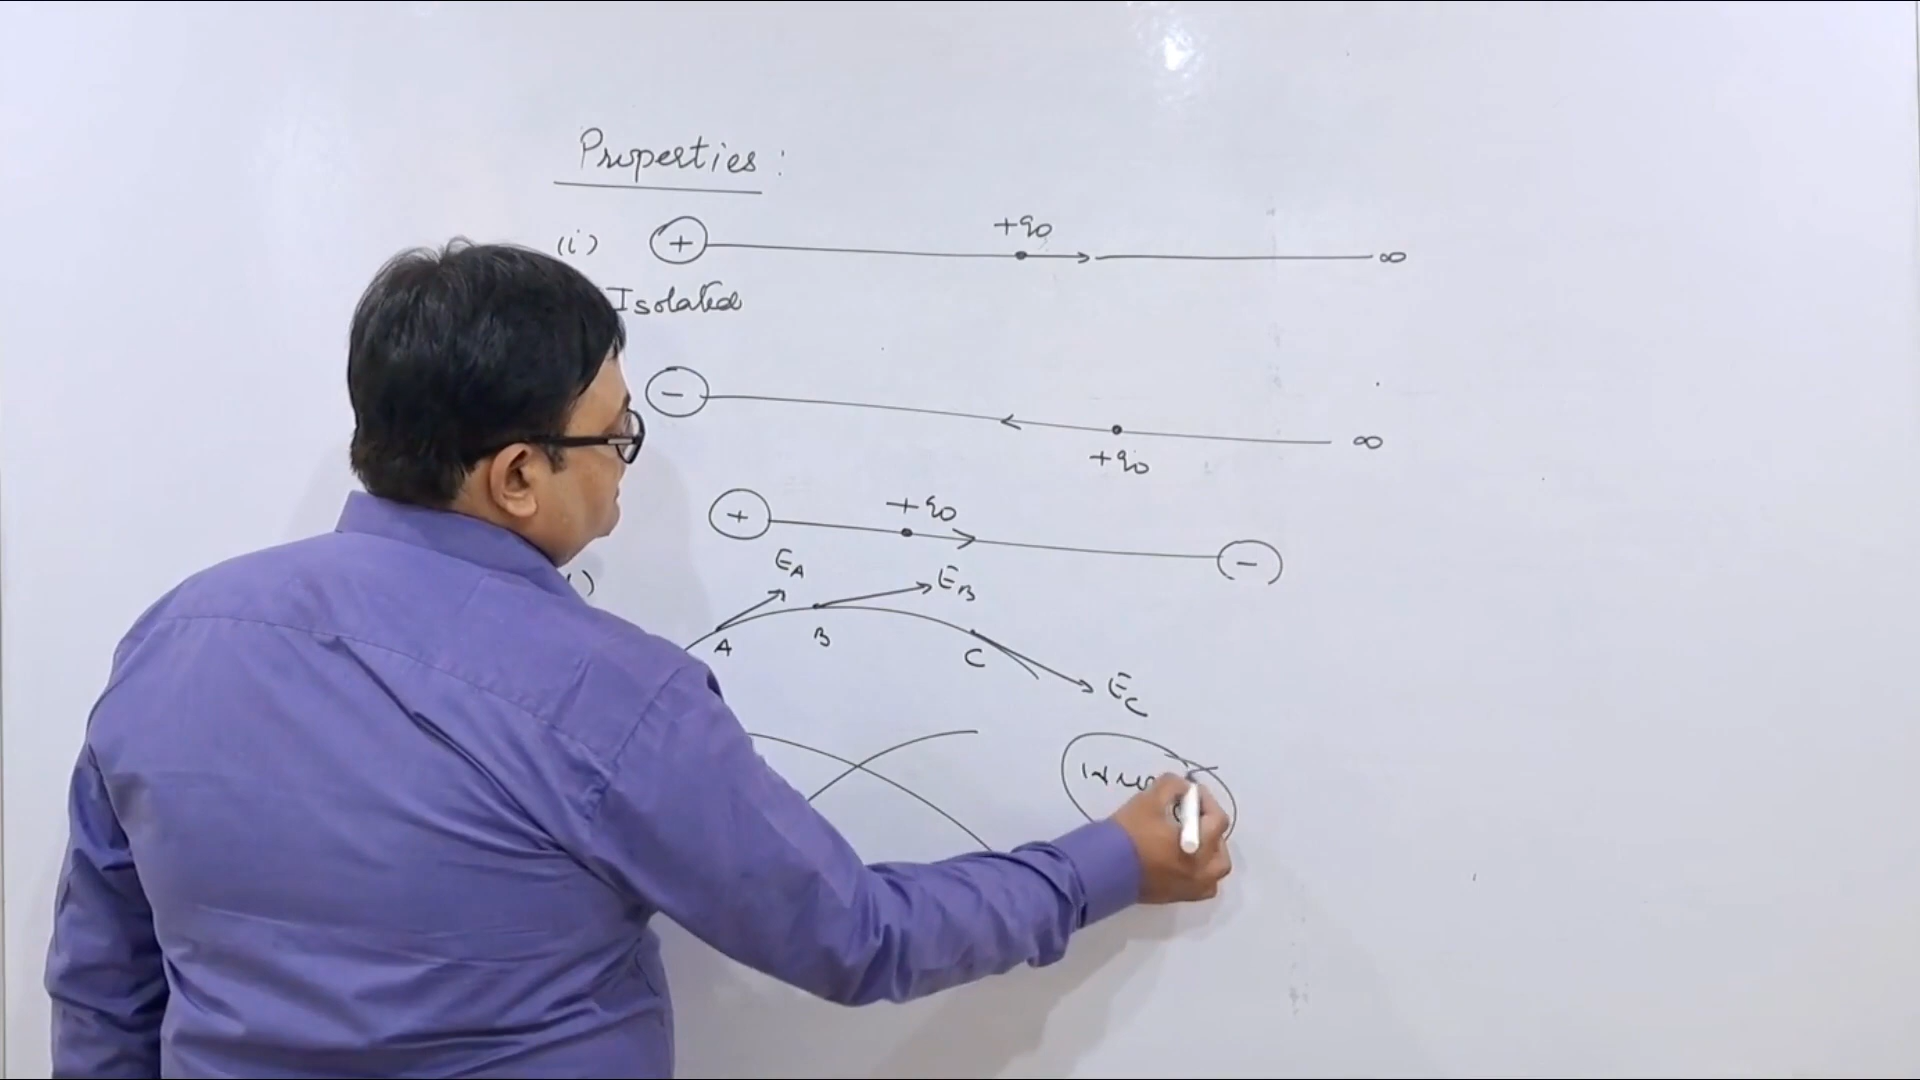 Properties :
(i) + +q0 ∞
Isolated
- +q0 ∞
+ +q0 -
EA EB
A B C
EC